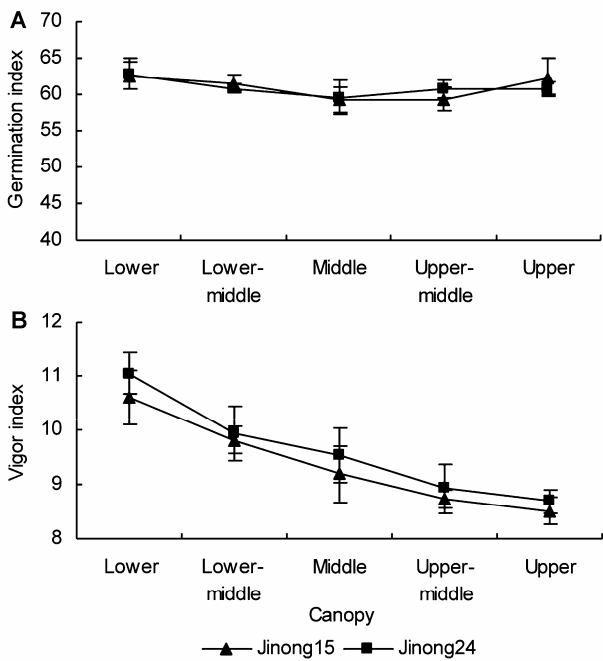 A
Germination index
70
65
60
55
50
45
40
Lower Lower- Middle Upper- Upper
middle middle
B
Vigor index
12
11
10
9
8
Lower Lower- Middle Upper- Upper
middle middle
Canopy
Jinong15 Jinong24